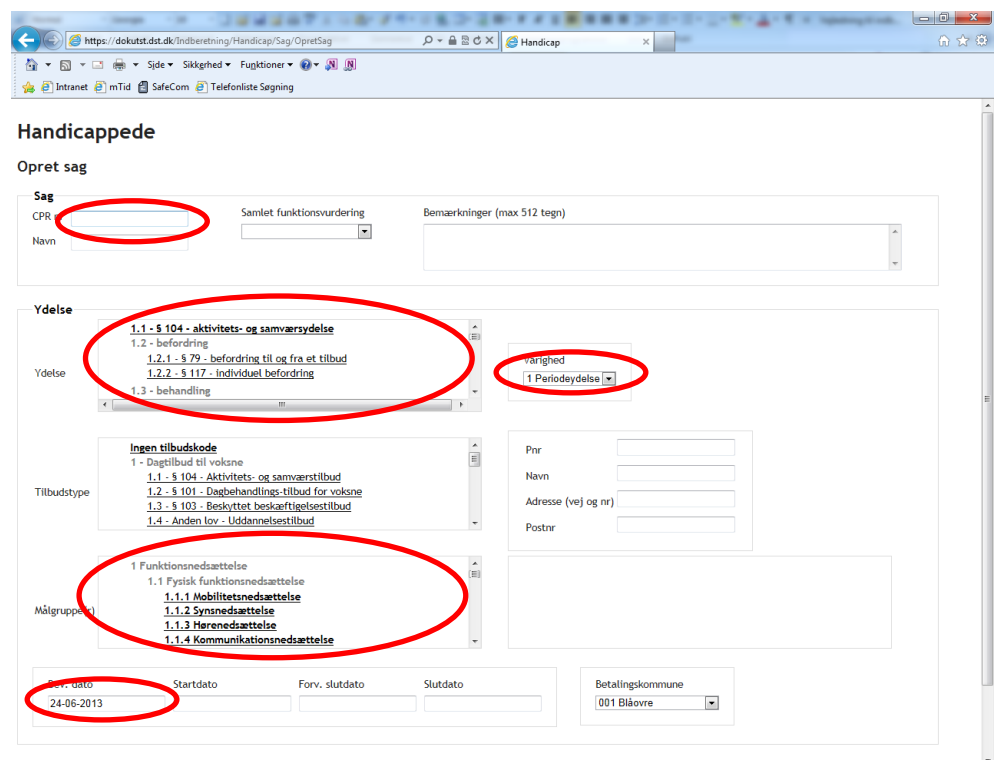 https://dokutst.dst.dk/Indberetning/Handicap/Sag/OpretSag
Handicap
Side Sikkerhed Funktioner
Intranet mTid SafeCom Telefonliste Søgning
Handicappede
Opret sag
Sag
CPR
Samlet funktionsvurdering
Bemærkninger (max 512 tegn)
Navn
Ydelse
Ydelse
1.1 - § 104 - aktivitets- og samværsydelse
1.2 - befordring
1.2.1 - § 79 - befordring til og fra et tilbud
1.2.2 - § 117 - individuel befordring
1.3 - behandling
Varighed
1 Periodeydelse
Tilbudstype
Ingen tilbudskode
1 - Dagtilbud til voksne
1.1 - § 104 - Aktivitets- og samværstilbud
1.2 - § 101 - Dagbehandlings-tilbud for voksne
1.3 - § 103 - Beskyttet beskæftigelsestilbud
1.4 - Anden lov - Uddannelsestilbud
Pnr
Navn
Adresse (vej og nr)
Postnr
Målgruppe(r)
1 Funktionsnedsættelse
1.1 Fysisk funktionsnedsættelse
1.1.1 Mobilitetsnedsættelse
1.1.2 Synsnedsættelse
1.1.3 Hørenedsættelse
1.1.4 Kommunikationsnedsættelse
Bev. dato
Startdato
Forv. slutdato
Slutdato
Betalingskommune
24-06-2013
001 Blåovre